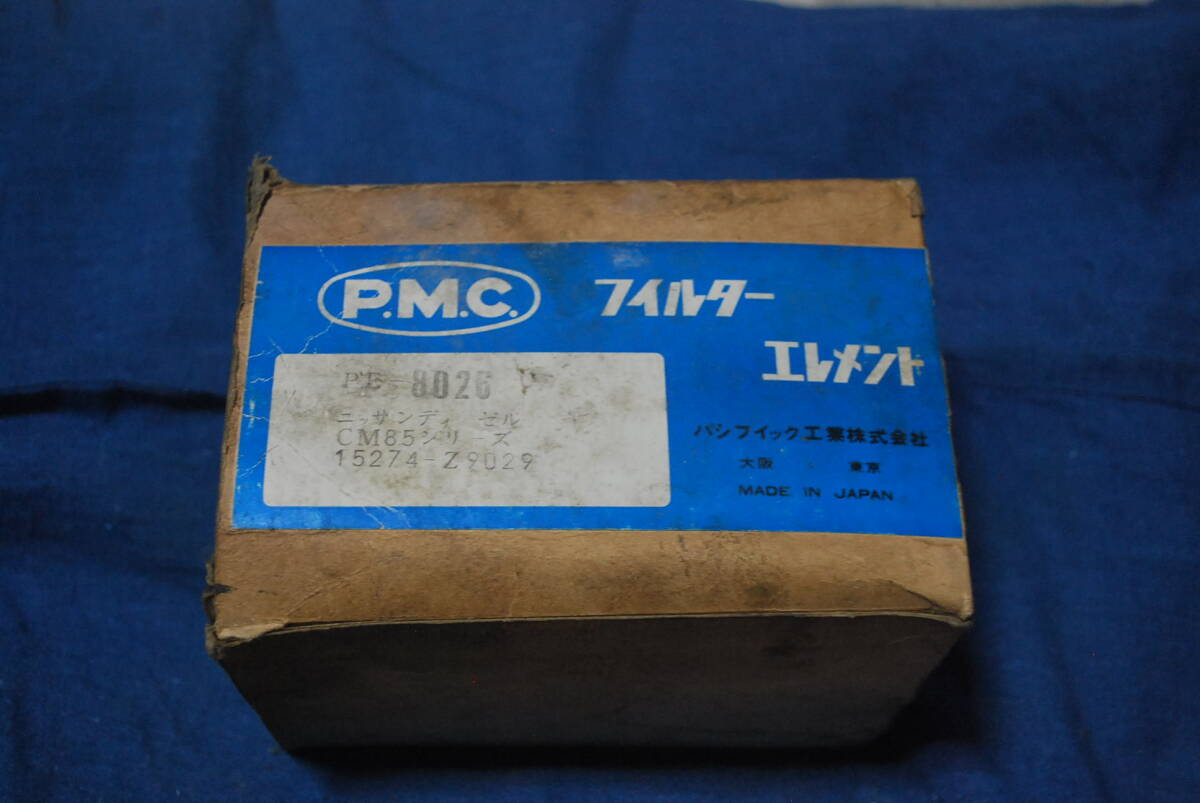 P.M.C.
フイルター
エレメント
8026
ニッサンディーゼル
CM85シリーズ
15274-Z9029
パシフイック工業株式会社
大阪・東京
MADE IN JAPAN